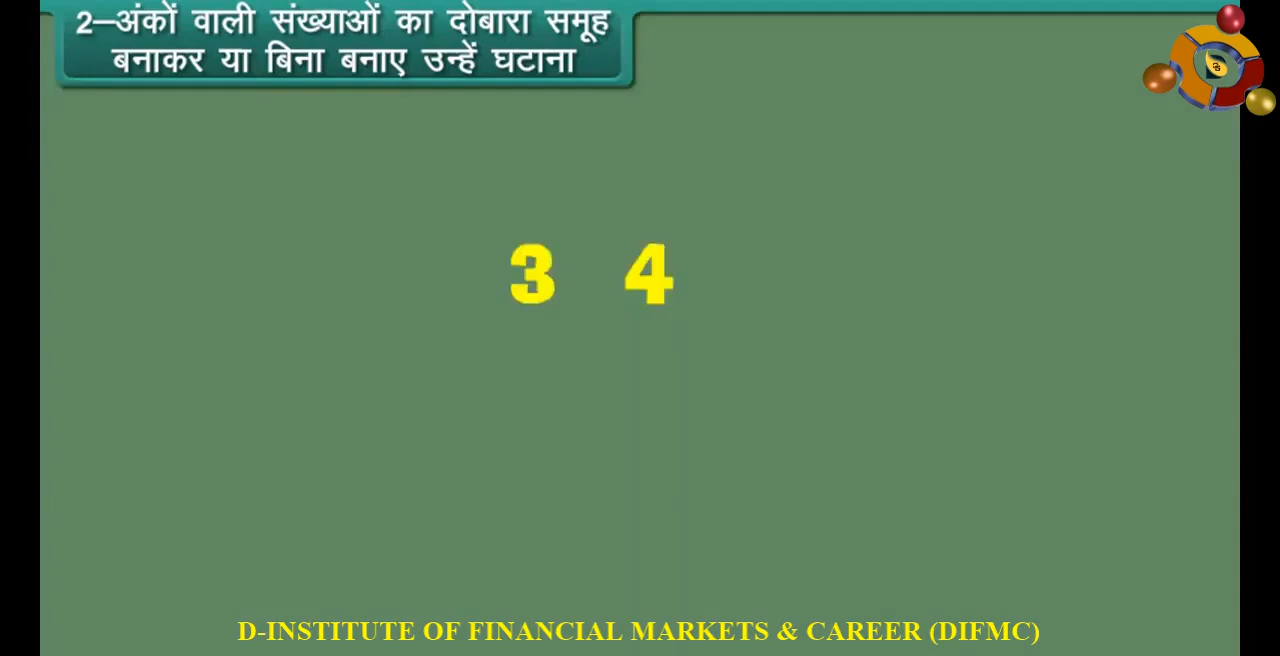 2–अंकों वाली संख्याओं का दोबारा समूह
बनाकर या बिना बनाए उन्हें घटाना
3 4
D-INSTITUTE OF FINANCIAL MARKETS & CAREER (DIFMC)